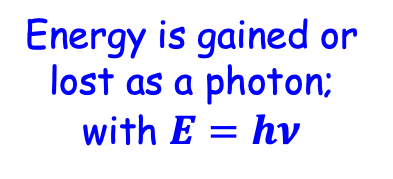 Energy is gained or
lost as a photon;
with E = hν